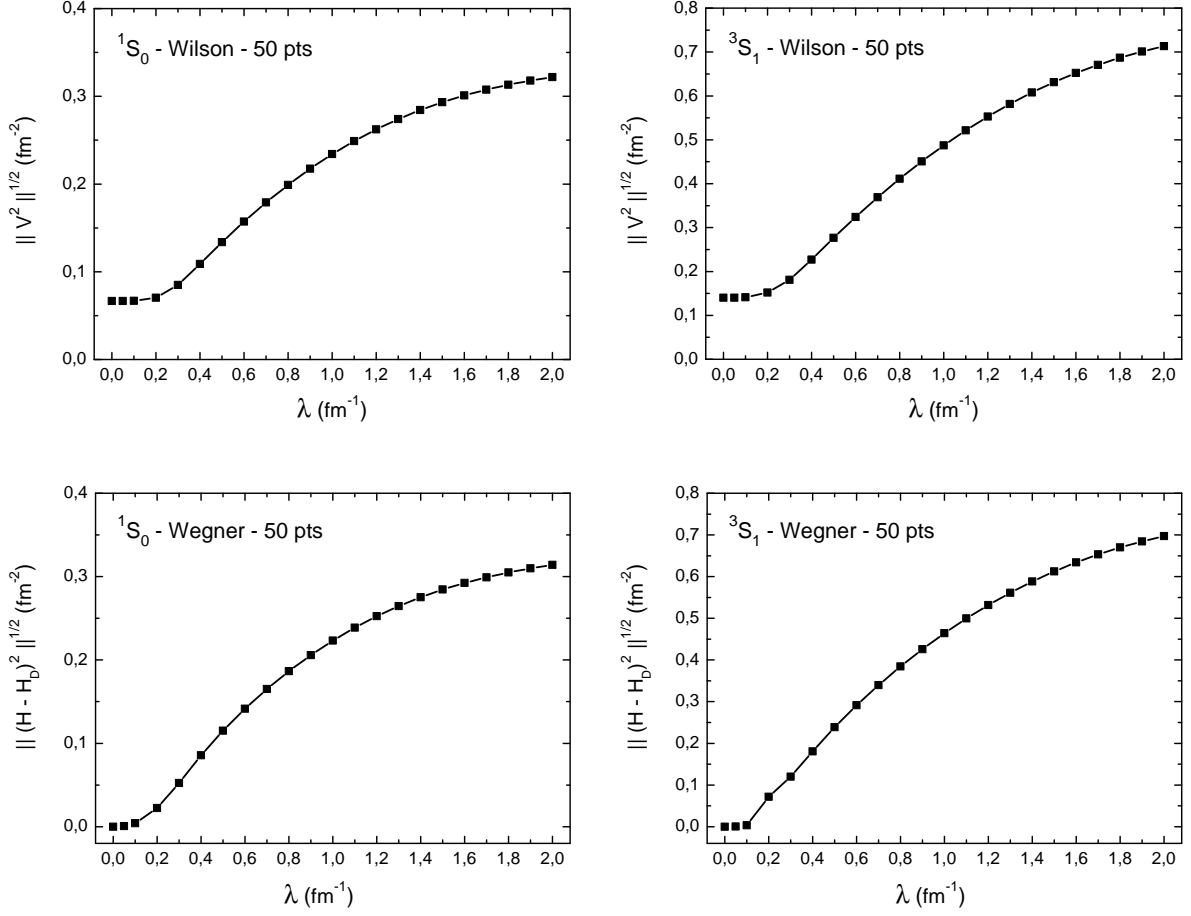 ¹S₀ - Wilson - 50 pts
|| V² ||^1/2 (fm⁻²)
0,4
0,3
0,2
0,1
0,0
0,0 0,2 0,4 0,6 0,8 1,0 1,2 1,4 1,6 1,8 2,0
λ (fm⁻¹)
³S₁ - Wilson - 50 pts
|| V² ||^1/2 (fm⁻²)
0,8
0,7
0,6
0,5
0,4
0,3
0,2
0,1
0,0
0,0 0,2 0,4 0,6 0,8 1,0 1,2 1,4 1,6 1,8 2,0
λ (fm⁻¹)
¹S₀ - Wegner - 50 pts
|| (H - H_D)² ||^1/2 (fm⁻²)
0,4
0,3
0,2
0,1
0,0
0,0 0,2 0,4 0,6 0,8 1,0 1,2 1,4 1,6 1,8 2,0
λ (fm⁻¹)
³S₁ - Wegner - 50 pts
|| (H - H_D)² ||^1/2 (fm⁻²)
0,8
0,7
0,6
0,5
0,4
0,3
0,2
0,1
0,0
0,0 0,2 0,4 0,6 0,8 1,0 1,2 1,4 1,6 1,8 2,0
λ (fm⁻¹)